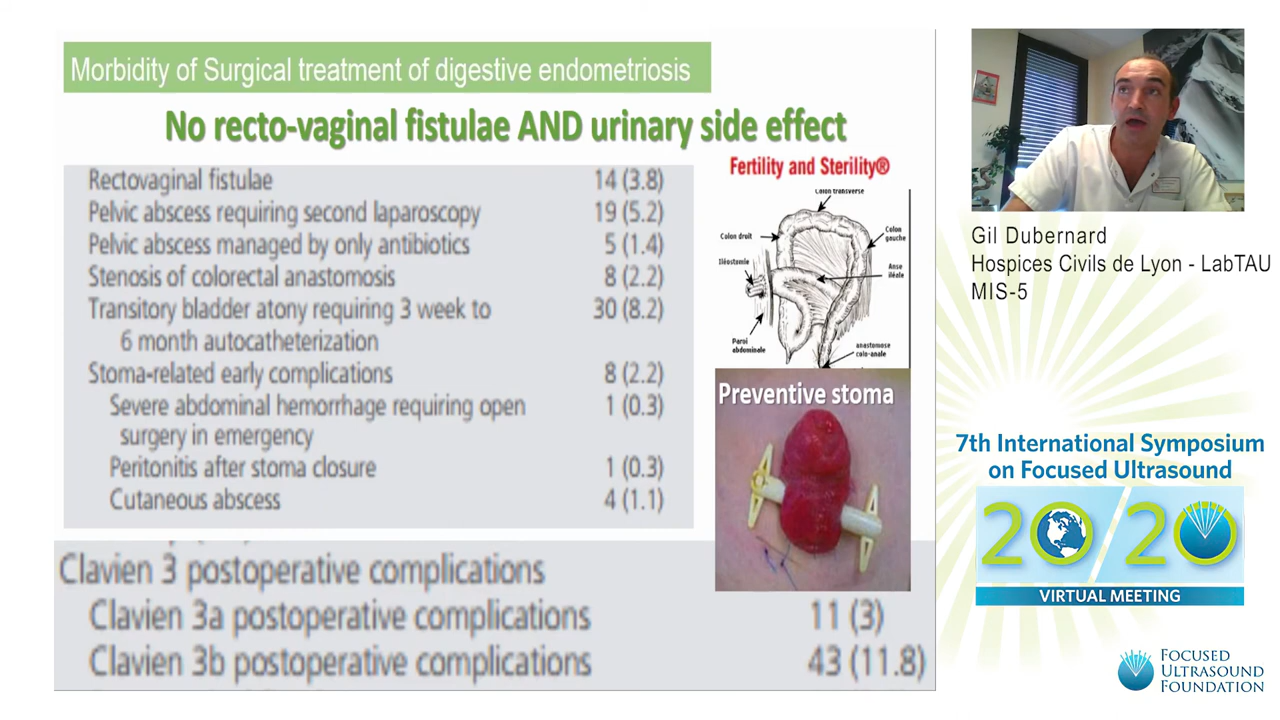 Morbidity of Surgical treatment of digestive endometriosis
No recto-vaginal fistulae AND urinary side effect
Rectovaginal fistulae 14 (3.8)
Pelvic abscess requiring second laparoscopy 19 (5.2)
Pelvic abscess managed by only antibiotics 5 (1.4)
Stenosis of colorectal anastomosis 8 (2.2)
Transitory bladder atony requiring 3 week to 30 (8.2)
6 month autocatheterization
Stoma-related early complications 8 (2.2)
Severe abdominal hemorrhage requiring open 1 (0.3)
surgery in emergency
Peritonitis after stoma closure 1 (0.3)
Cutaneous abscess 4 (1.1)
Clavien 3 postoperative complications
Clavien 3a postoperative complications 11 (3)
Clavien 3b postoperative complications 43 (11.8)
Fertility and Sterility®
Colon transverse
Colon droit
Colon
gauche
Iléostomie
Anse
iléale
Paroi
abdominale
anastomose
colo-anale
Preventive stoma
Gil Dubernard
Hospices Civils de Lyon - LabTAU
MIS-5
7th International Symposium
on Focused Ultrasound
20/20
VIRTUAL MEETING
FOCUSED
ULTRASOUND
FOUNDATION